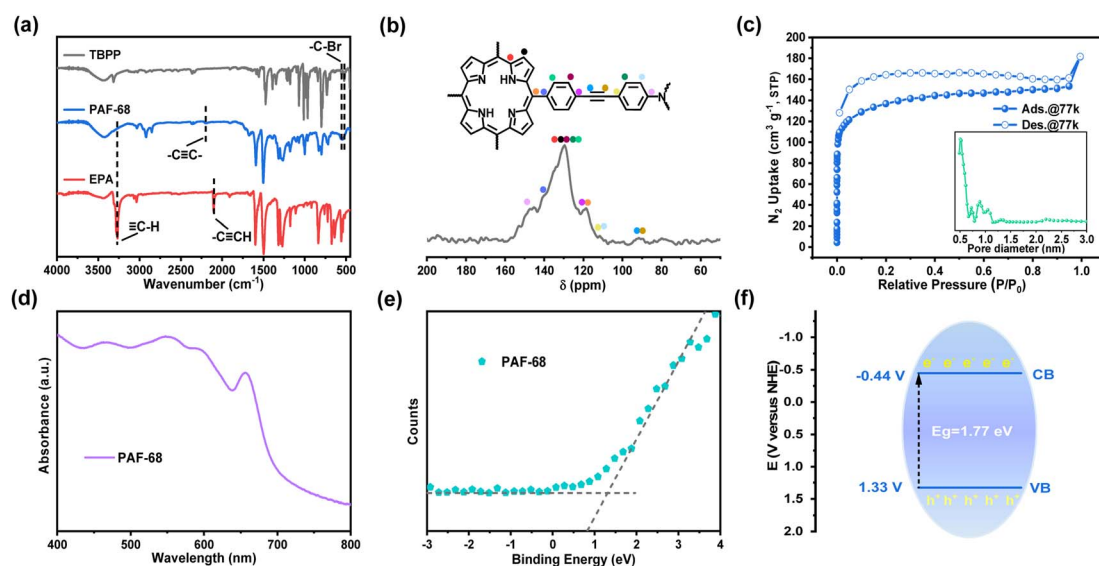 (a)
TBPP
-C-Br
PAF-68
-C≡C-
EPA
≡C-H
-C≡CH
4000 3500 3000 2500 2000 1500 1000 450
Wavenumber (cm-1)
(b)
NH N
N HN
N
δ (ppm)
200 180 160 140 120 100 80 60
(c)
N2 Uptake (cm3 g-1, STP)
200
180
160
140
120
100
80
60
40
20
0
Ads.@77k
Des.@77k
0.5 1.0 1.5 2.0 2.5 3.0
Pore diameter (nm)
0.0 0.2 0.4 0.6 0.8 1.0
Relative Pressure (P/P0)
(d)
Absorbance (a.u.)
PAF-68
400 500 600 700 800
Wavelength (nm)
(e)
Counts
PAF-68
-3 -2 -1 0 1 2 3 4
Binding Energy (eV)
(f)
E (V versus NHE)
-1.0
-0.5
0.0
0.5
1.0
1.5
2.0
e- e- e- e- e-
-0.44 V
CB
Eg=1.77 eV
1.33 V
VB
h+ h+ h+ h+ h+